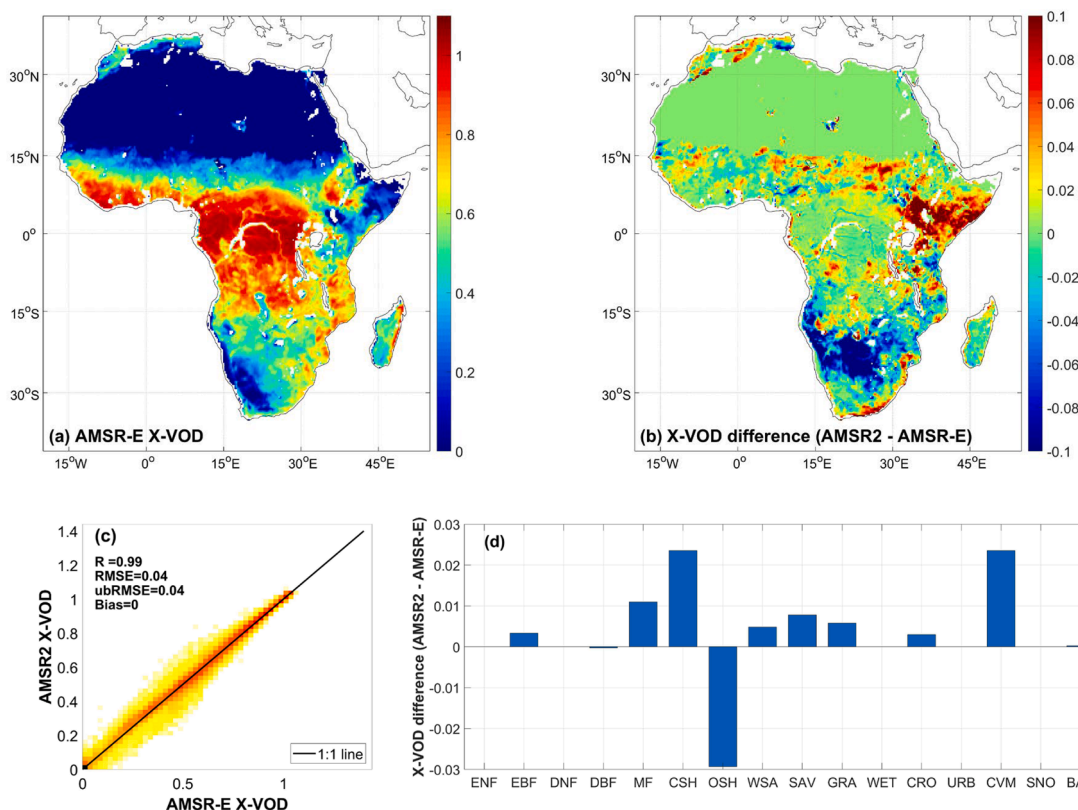 30°N
15°N
0°
15°S
30°S
15°W
0°
15°E
30°E
45°E
1
0.8
0.6
0.4
0.2
0
(a) AMSR-E X-VOD
30°N
15°N
0°
15°S
30°S
15°W
0°
15°E
30°E
45°E
0.1
0.08
0.06
0.04
0.02
0
-0.02
-0.04
-0.06
-0.08
-0.1
(b) X-VOD difference (AMSR2 - AMSR-E)
(c)
R =0.99
RMSE=0.04
ubRMSE=0.04
Bias=0
1.4
1.2
1
0.8
0.6
0.4
0.2
0
0.5
1
AMSR2 X-VOD
AMSR-E X-VOD
1:1 line
(d)
X-VOD difference (AMSR2 - AMSR-E)
0.03
0.02
0.01
0
-0.01
-0.02
-0.03
ENF EBF DNF DBF MF CSH OSH WSA SAV GRA WET CRO URB CVM SNO